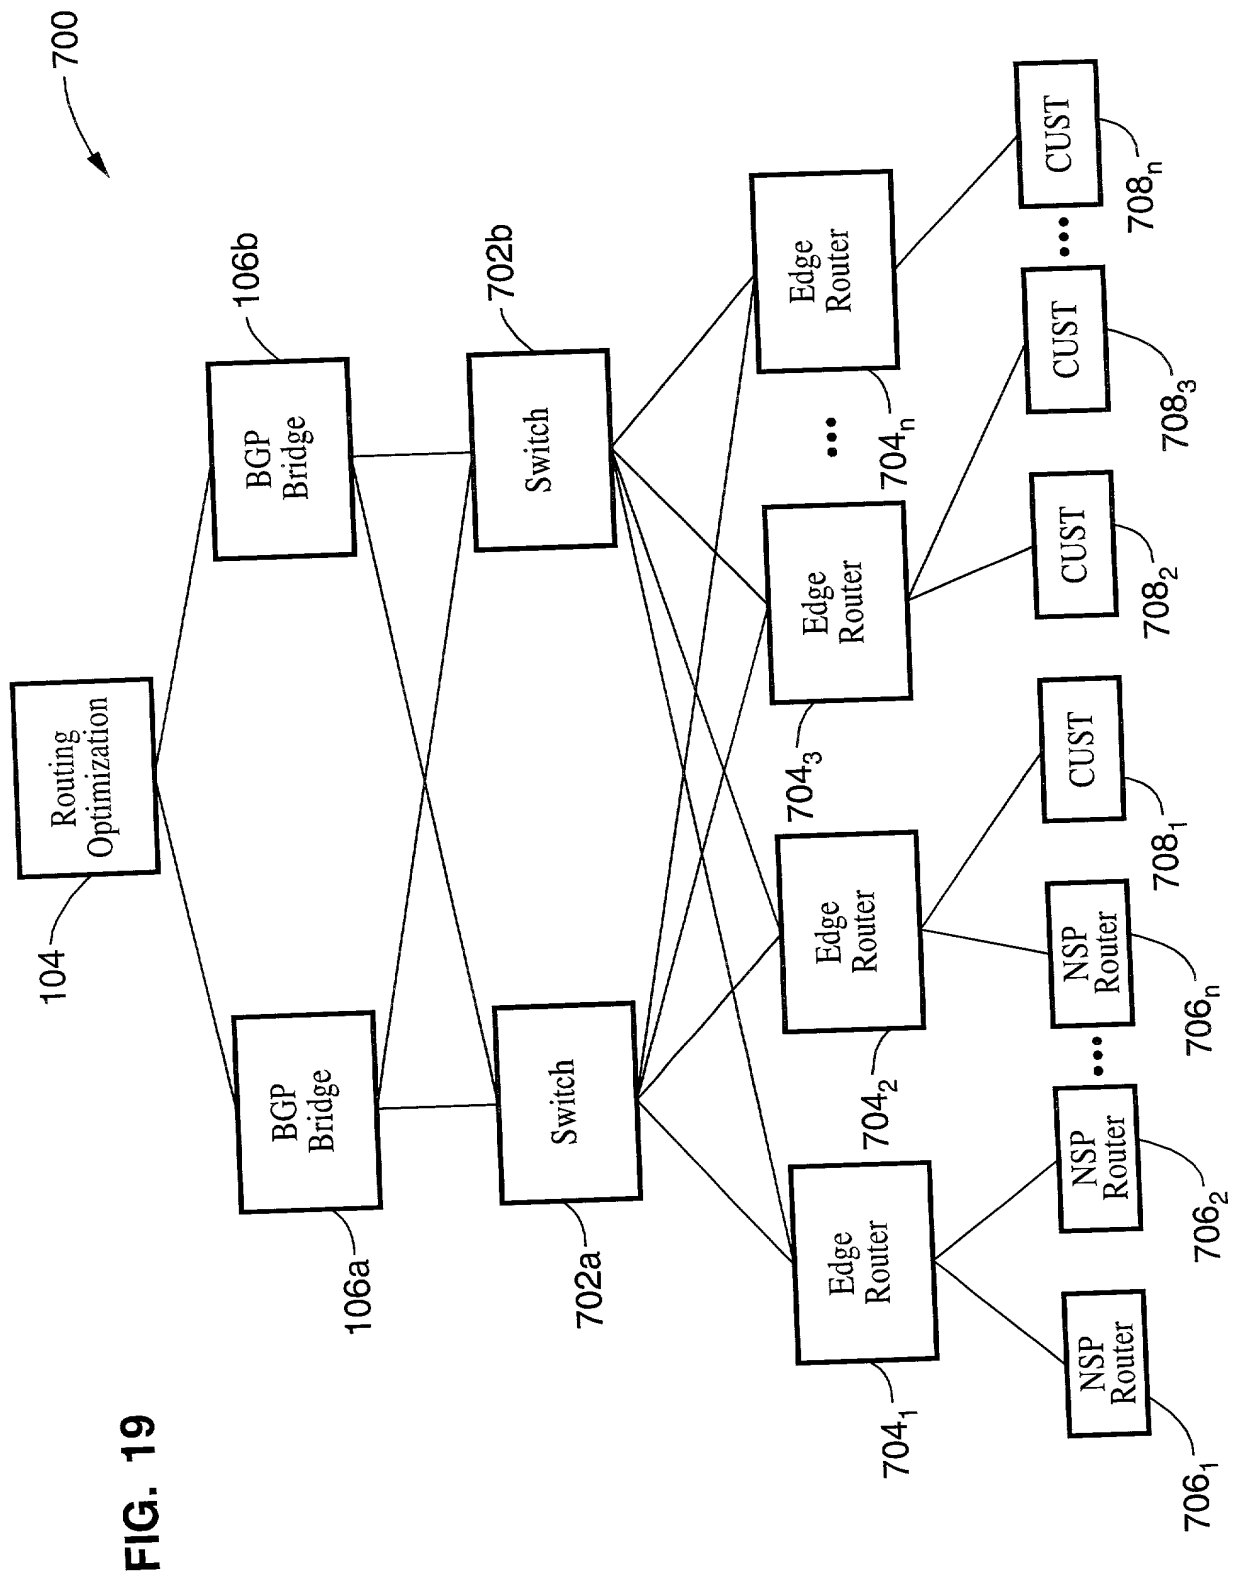 FIG. 19
700
Routing
Optimization
104
BGP
Bridge
106a
BGP
Bridge
106b
Switch
702a
Switch
702b
Edge
Router
704₁
Edge
Router
704₂
Edge
Router
704₃
•••
Edge
Router
704ₙ
NSP
Router
706₁
NSP
Router
706₂
•••
NSP
Router
706ₙ
CUST
708₁
CUST
708₂
CUST
708₃
•••
CUST
708ₙ